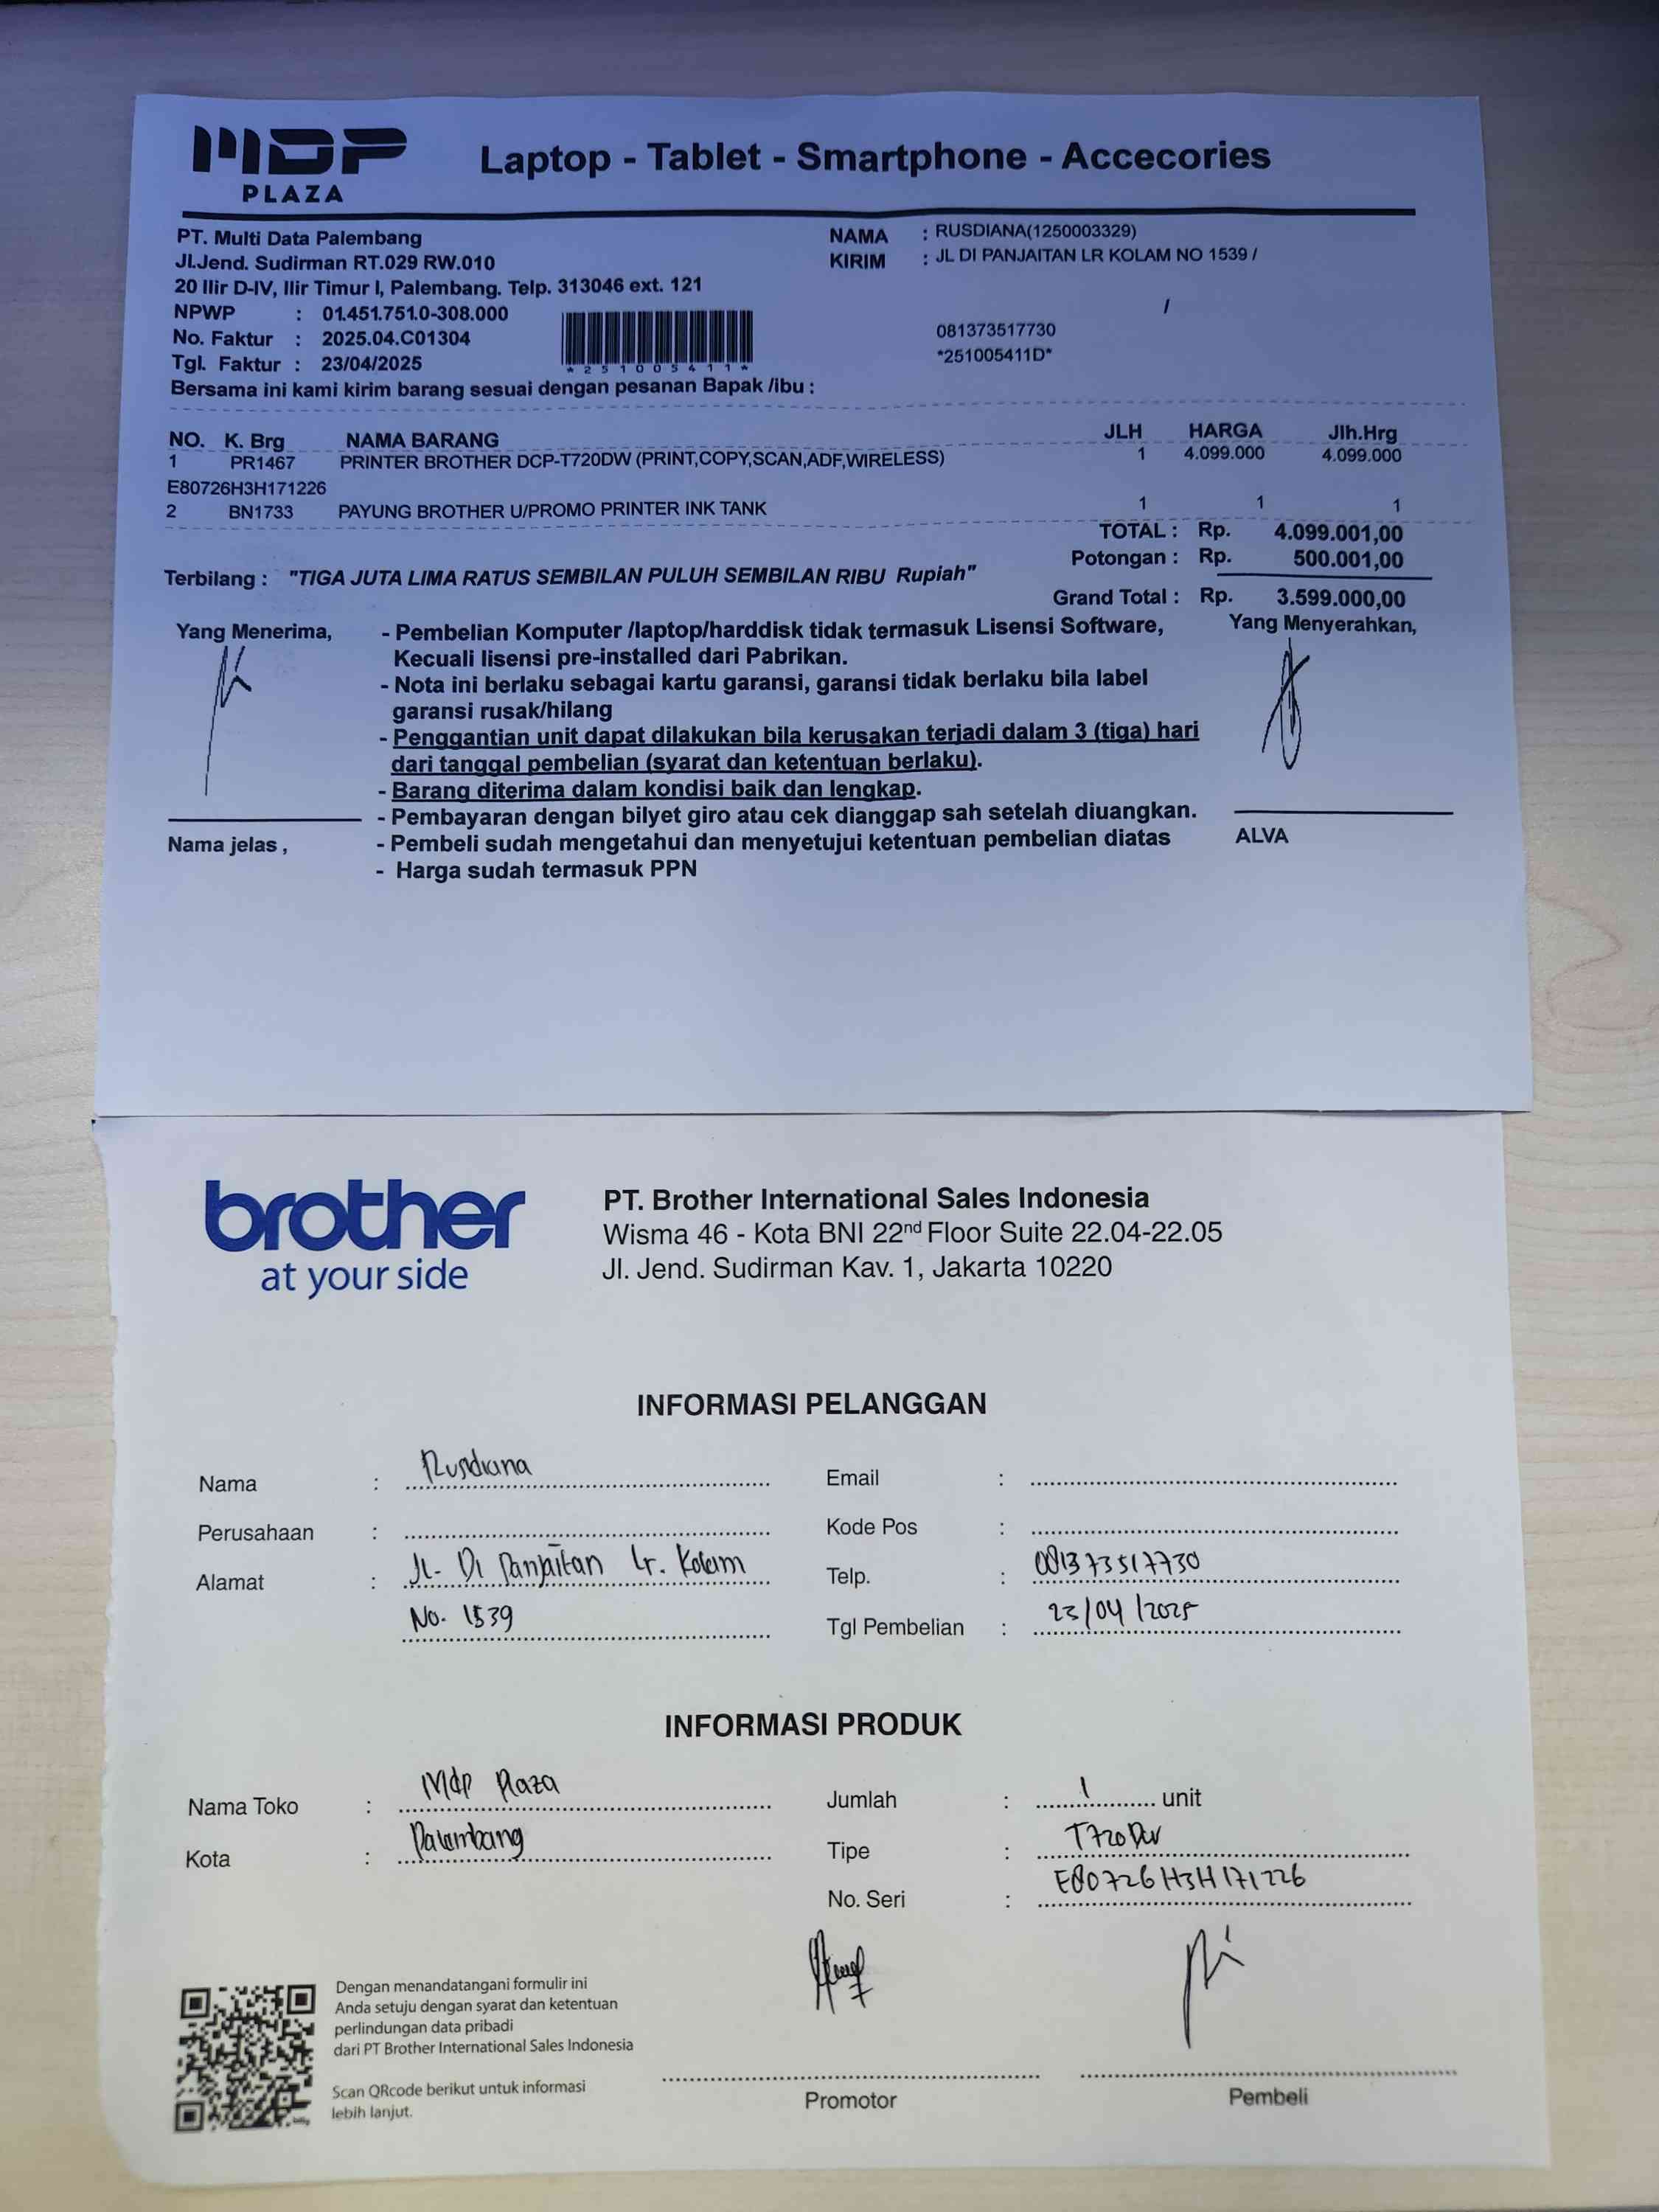 MDP
PLAZA
Laptop - Tablet - Smartphone - Accecories
PT. Multi Data Palembang
Jl.Jend. Sudirman RT.029 RW.010
20 Ilir D-IV, Ilir Timur I, Palembang. Telp. 313046 ext. 121
NPWP : 01.451.751.0-308.000
No. Faktur : 2025.04.C01304
Tgl. Faktur : 23/04/2025
*251005411*
NAMA : RUSDIANA(1250003329)
KIRIM : JL DI PANJAITAN LR KOLAM NO 1539 /
/
081373517730
*251005411D*
Bersama ini kami kirim barang sesuai dengan pesanan Bapak /ibu :
NO. K. Brg NAMA BARANG JLH HARGA Jlh.Hrg
1 PR1467 PRINTER BROTHER DCP-T720DW (PRINT,COPY,SCAN,ADF,WIRELESS) 1 4.099.000 4.099.000
E80726H3H171226
2 BN1733 PAYUNG BROTHER U/PROMO PRINTER INK TANK 1 1 1
TOTAL : Rp. 4.099.001,00
Potongan : Rp. 500.001,00
Terbilang : "TIGA JUTA LIMA RATUS SEMBILAN PULUH SEMBILAN RIBU Rupiah"
Grand Total : Rp. 3.599.000,00
Yang Menerima,
- Pembelian Komputer /laptop/harddisk tidak termasuk Lisensi Software,
Kecuali lisensi pre-installed dari Pabrikan.
- Nota ini berlaku sebagai kartu garansi, garansi tidak berlaku bila label
garansi rusak/hilang
- Penggantian unit dapat dilakukan bila kerusakan terjadi dalam 3 (tiga) hari
dari tanggal pembelian (syarat dan ketentuan berlaku).
- Barang diterima dalam kondisi baik dan lengkap.
- Pembayaran dengan bilyet giro atau cek dianggap sah setelah diuangkan.
- Pembeli sudah mengetahui dan menyetujui ketentuan pembelian diatas
- Harga sudah termasuk PPN
Yang Menyerahkan,
Nama jelas ,
ALVA
brother
at your side
PT. Brother International Sales Indonesia
Wisma 46 - Kota BNI 22nd Floor Suite 22.04-22.05
Jl. Jend. Sudirman Kav. 1, Jakarta 10220
INFORMASI PELANGGAN
Nama : Rusdiana
Perusahaan :
Alamat : Jl. Di Panjaitan Lr. Kolam
No. 1539
Email :
Kode Pos :
Telp. : 081373517730
Tgl Pembelian : 23/04/2025
INFORMASI PRODUK
Nama Toko : Mdp Plaza
Kota : Palembang
Jumlah : 1 unit
Tipe : T720DW
No. Seri : E80726H3H171226
Dengan menandatangani formulir ini
Anda setuju dengan syarat dan ketentuan
perlindungan data pribadi
dari PT Brother International Sales Indonesia
Scan QRcode berikut untuk informasi
lebih lanjut.
Promotor
Pembeli